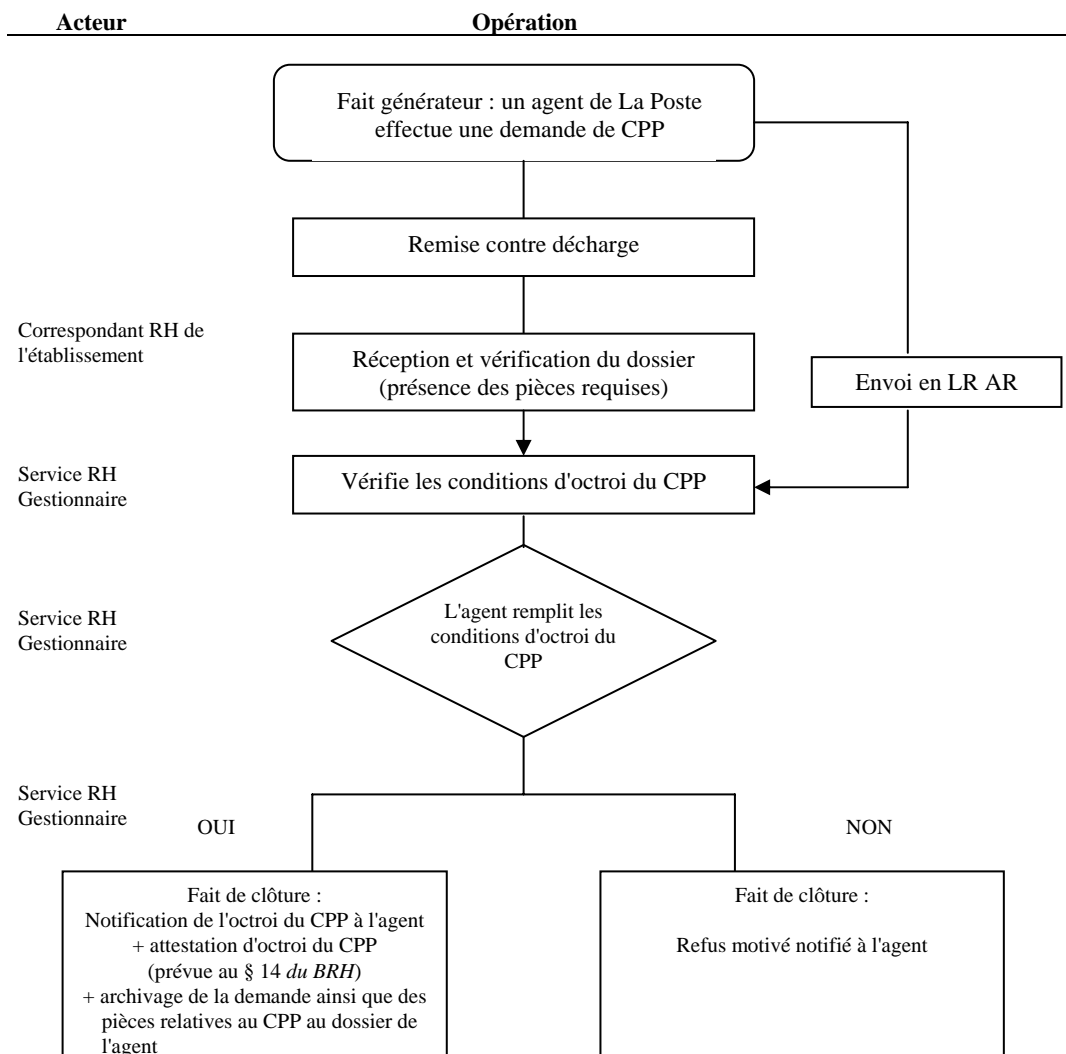 Acteur Opération
Fait générateur : un agent de La Poste
effectue une demande de CPP
Remise contre décharge
Correspondant RH de
l'établissement
Réception et vérification du dossier
(présence des pièces requises)
Envoi en LR AR
Service RH
Gestionnaire
Vérifie les conditions d'octroi du CPP
Service RH
Gestionnaire
L'agent remplit les
conditions d'octroi du
CPP
Service RH
Gestionnaire
OUI
NON
Fait de clôture :
Notification de l'octroi du CPP à l'agent
+ attestation d'octroi du CPP
(prévue au § 14 du BRH)
+ archivage de la demande ainsi que des
pièces relatives au CPP au dossier de
l'agent
Fait de clôture :
Refus motivé notifié à l'agent